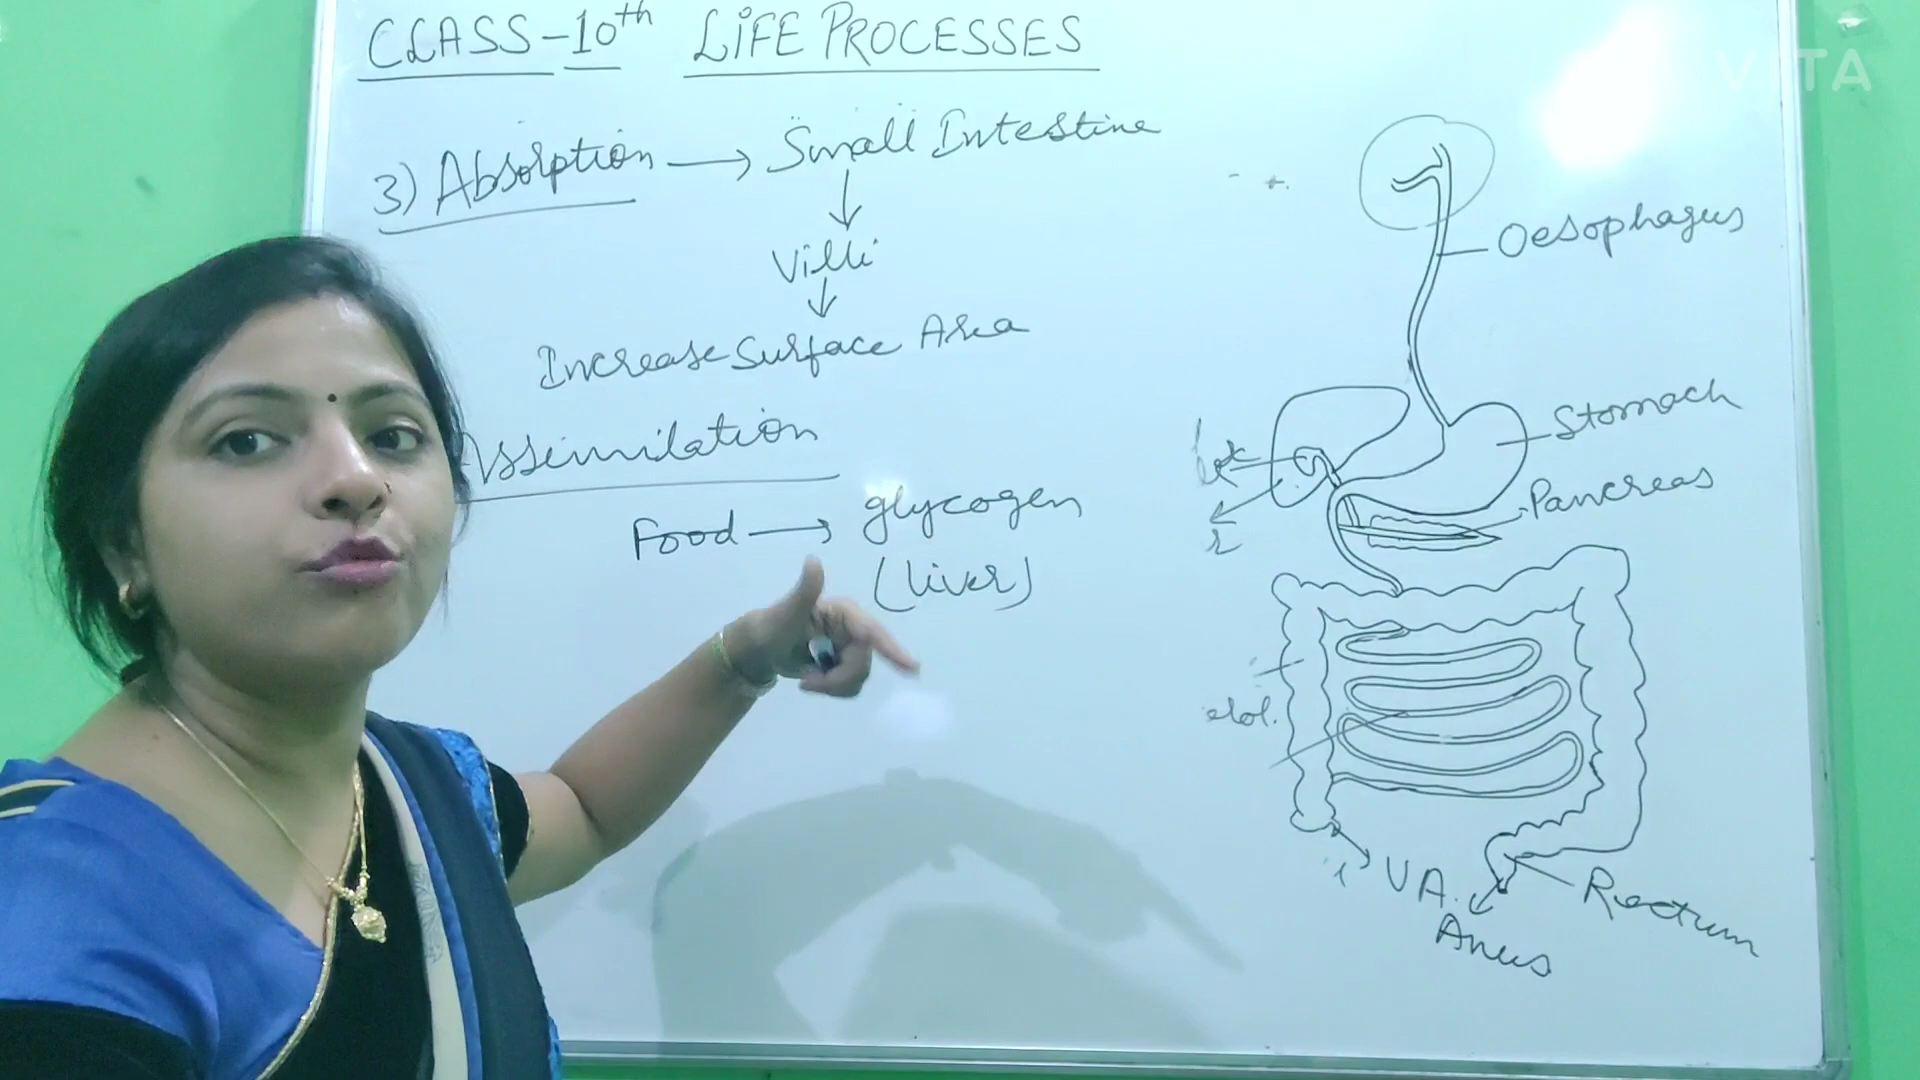 CLASS-10th LIFE PROCESSES
VITA
3) Absorption → Small Intestine
Villi
Increase Surface Area
Assimilation
Food → glycogen
(liver)
Oesophagus
Stomach
Pancreas
V A.
Rectum
Anus